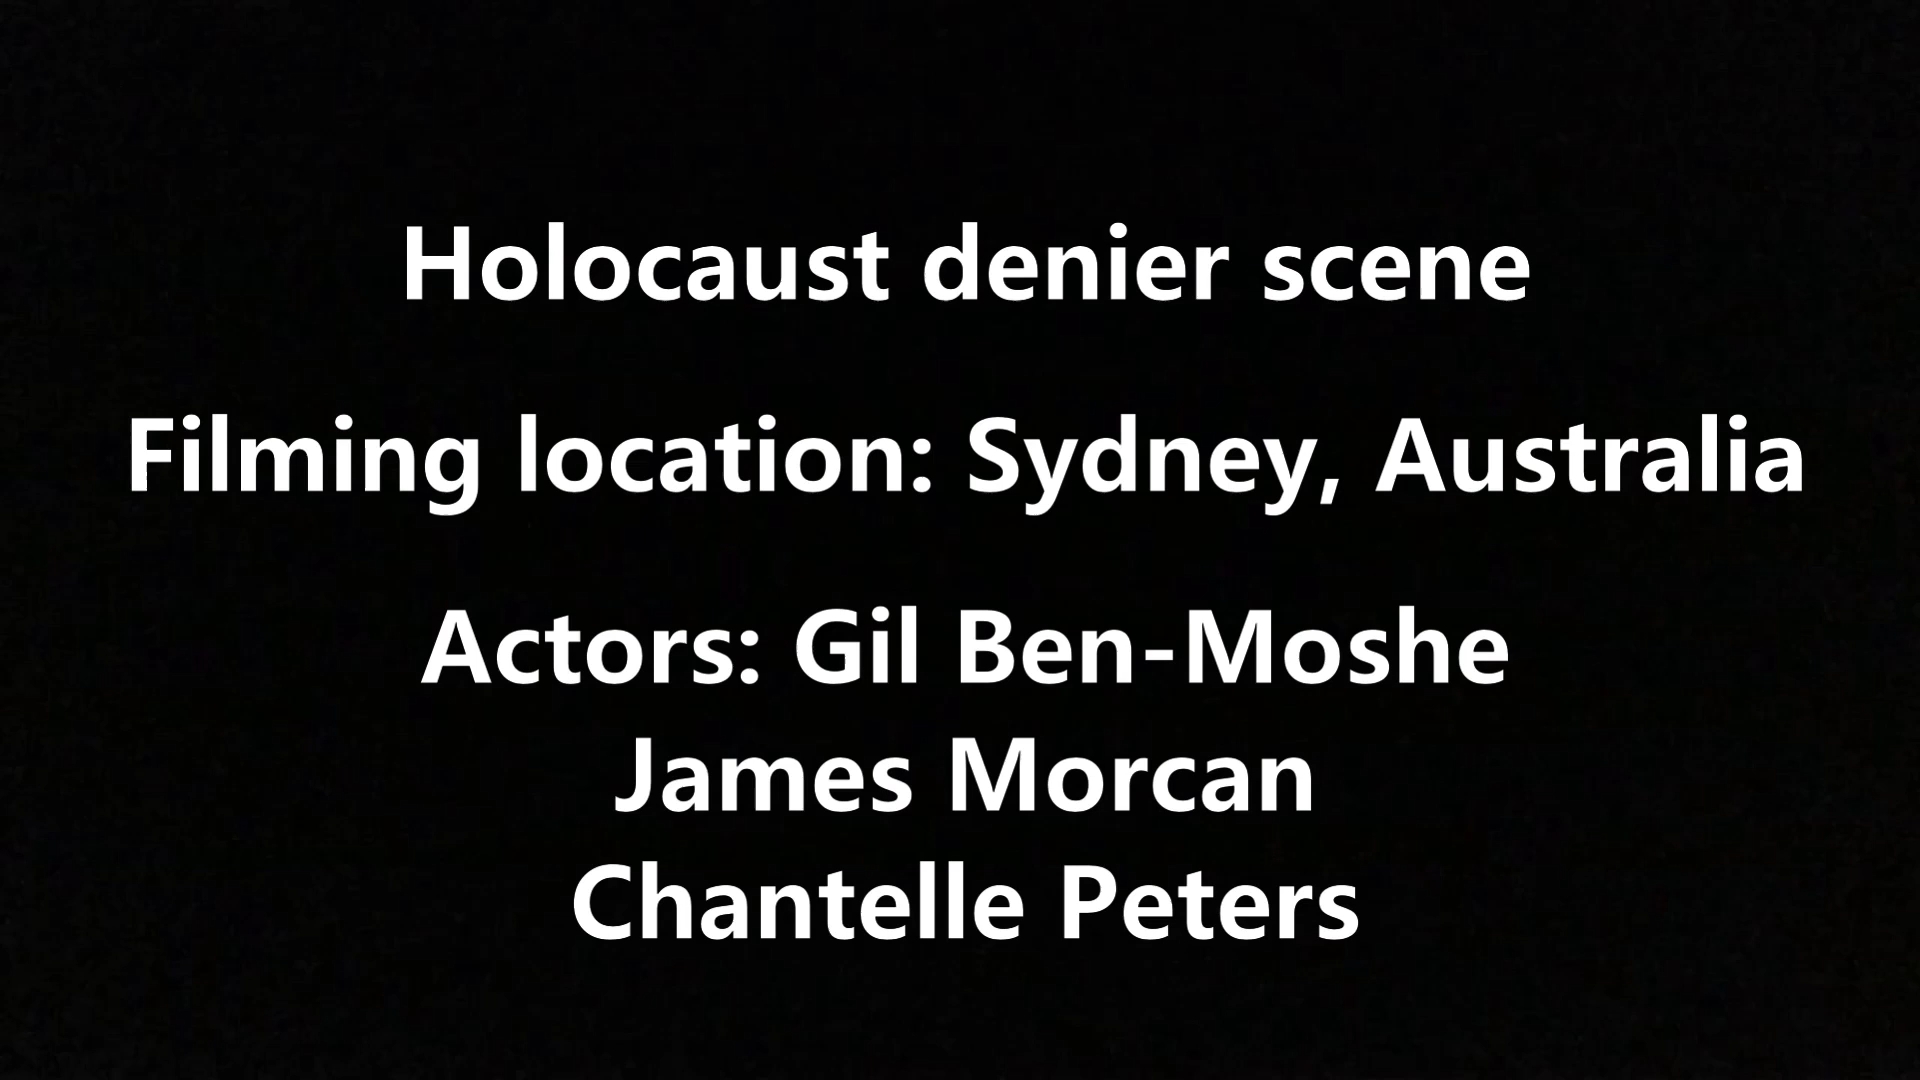 Holocaust denier scene
Filming location: Sydney, Australia
Actors: Gil Ben-Moshe
James Morcan
Chantelle Peters